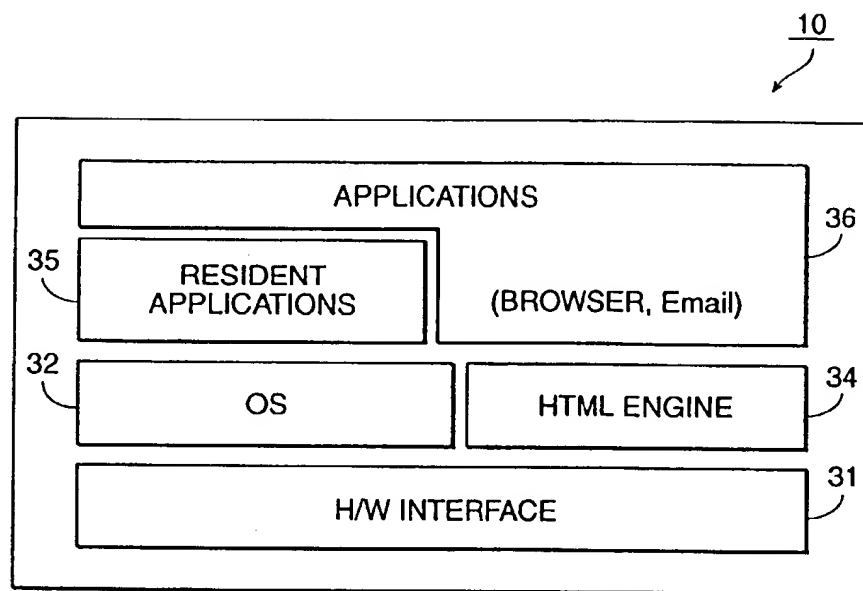 10
APPLICATIONS
36
35
RESIDENT
APPLICATIONS
(BROWSER, Email)
32
OS
HTML ENGINE
34
H/W INTERFACE
31